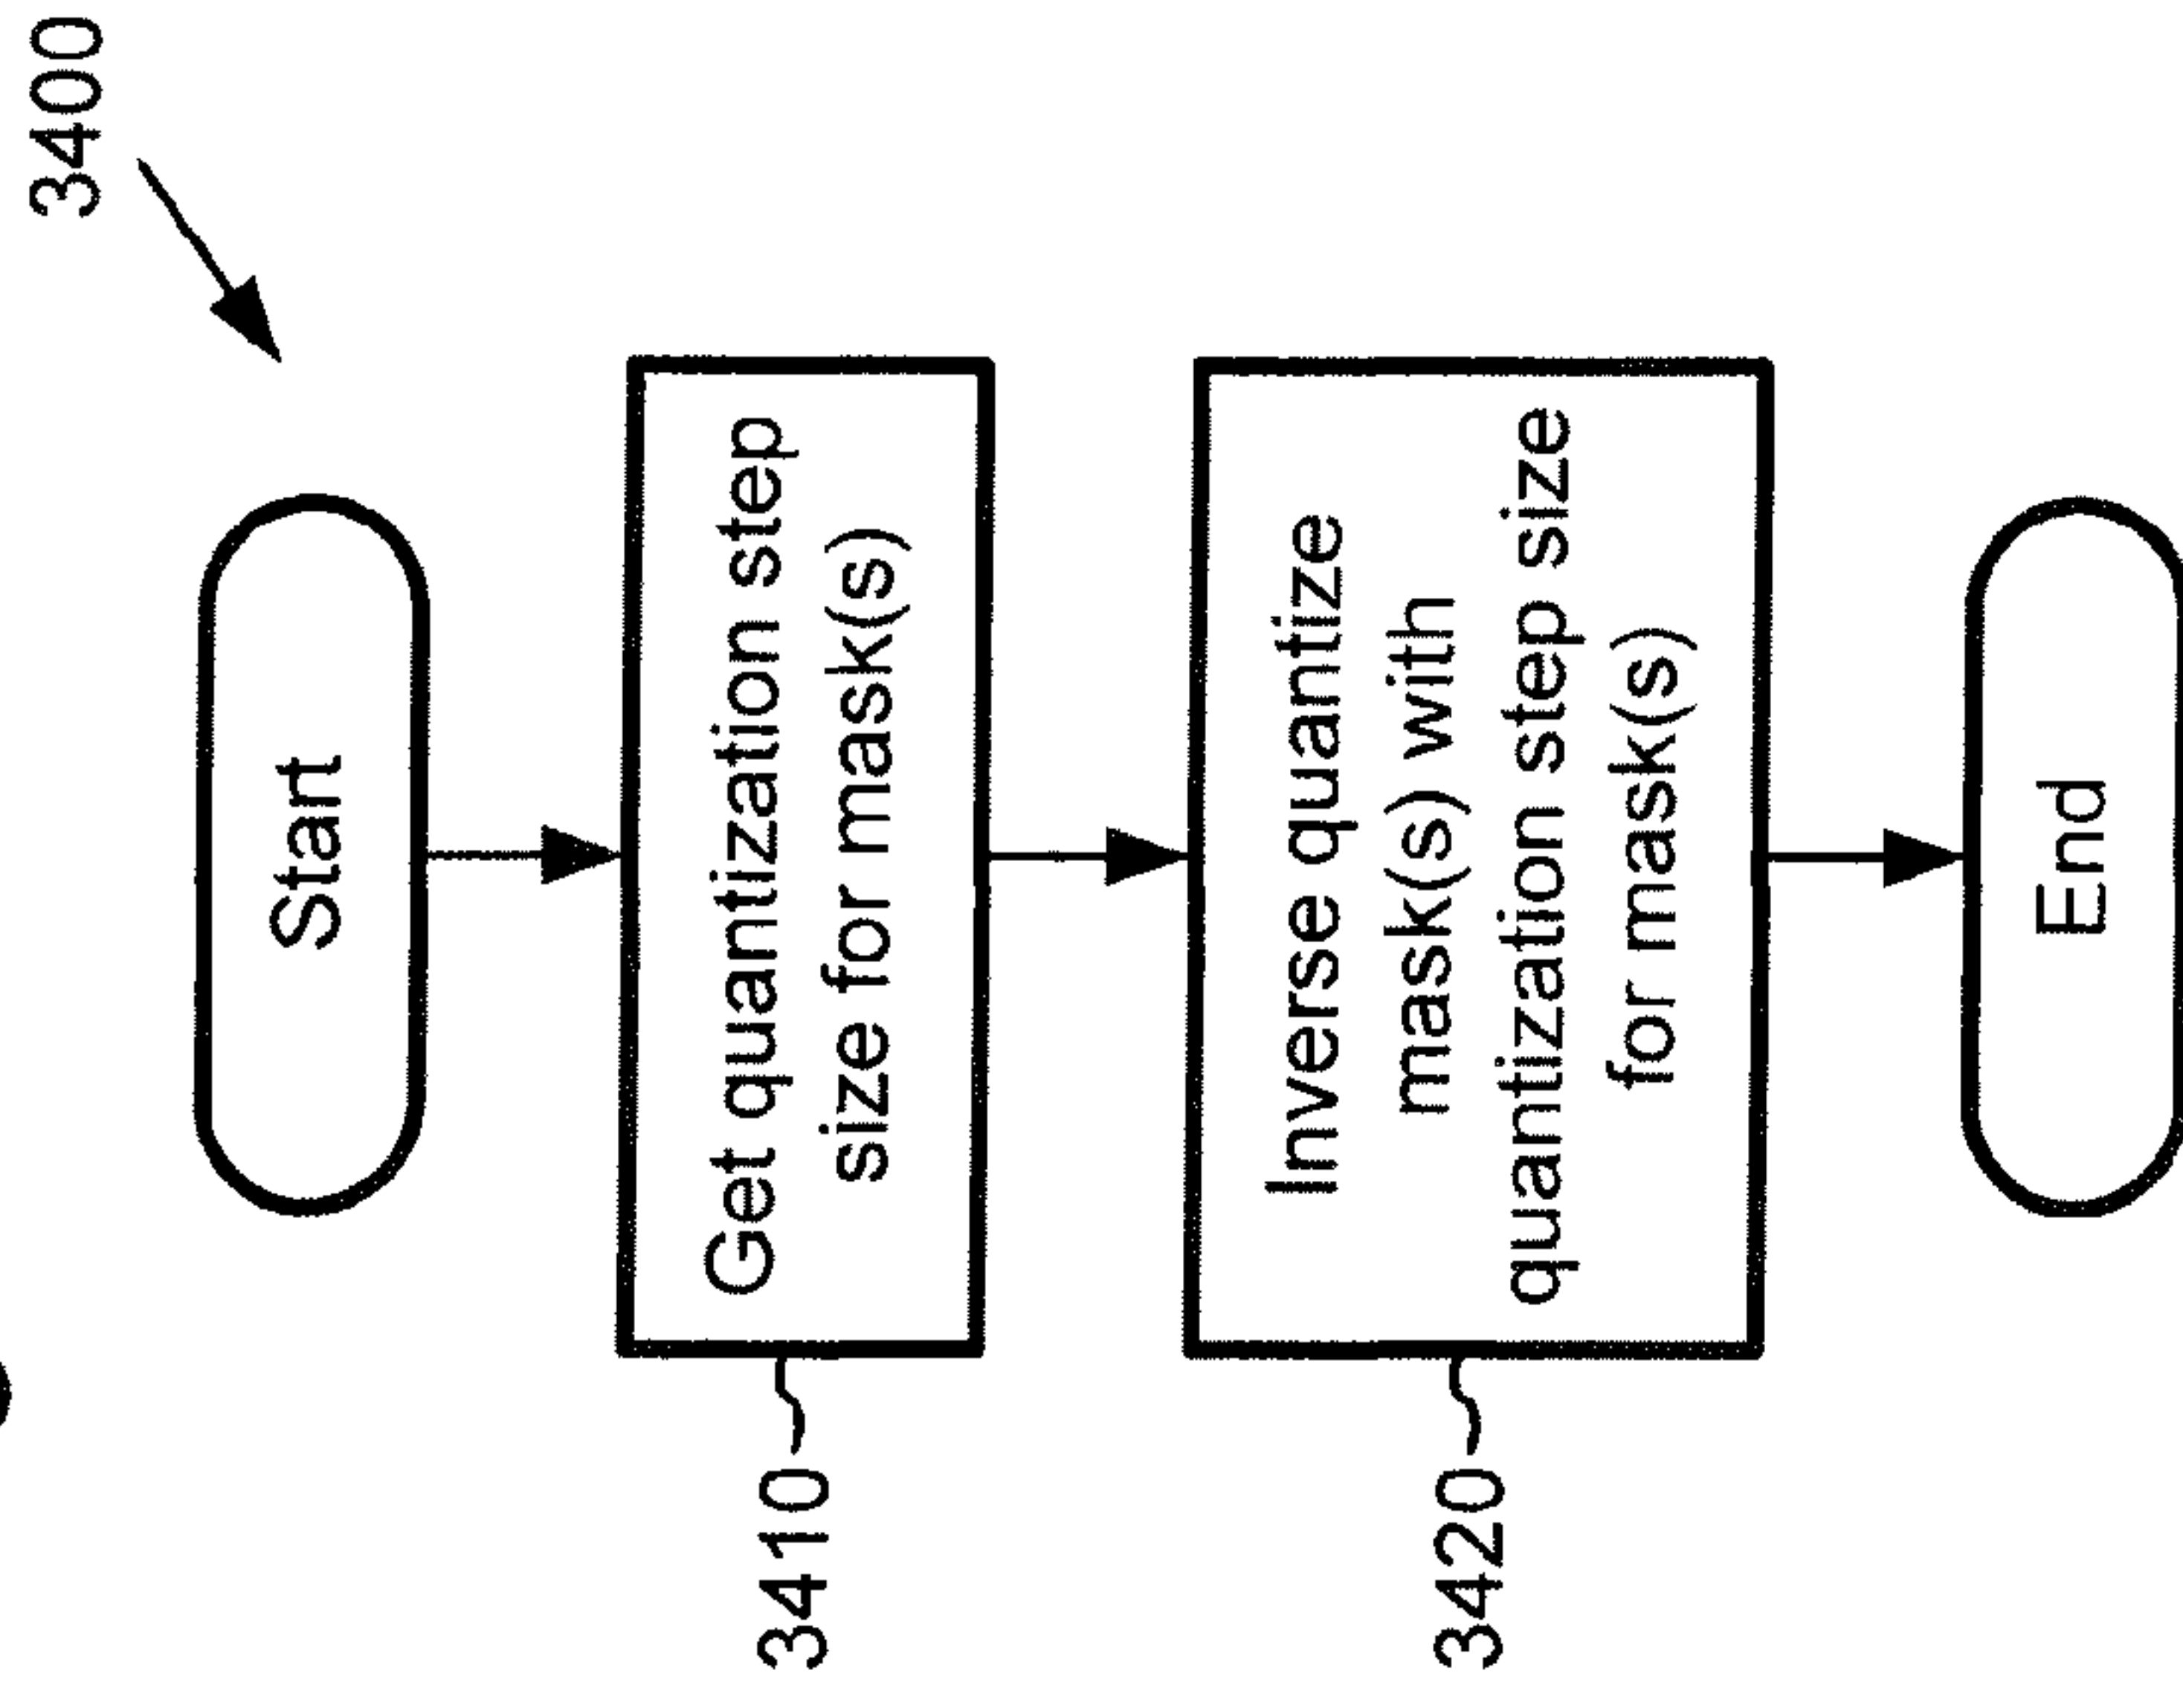 3400
Start
Get quantization step
size for mask(s)
3410
Inverse quantize
mask(s) with
quantization step size
for mask(s)
3420
End